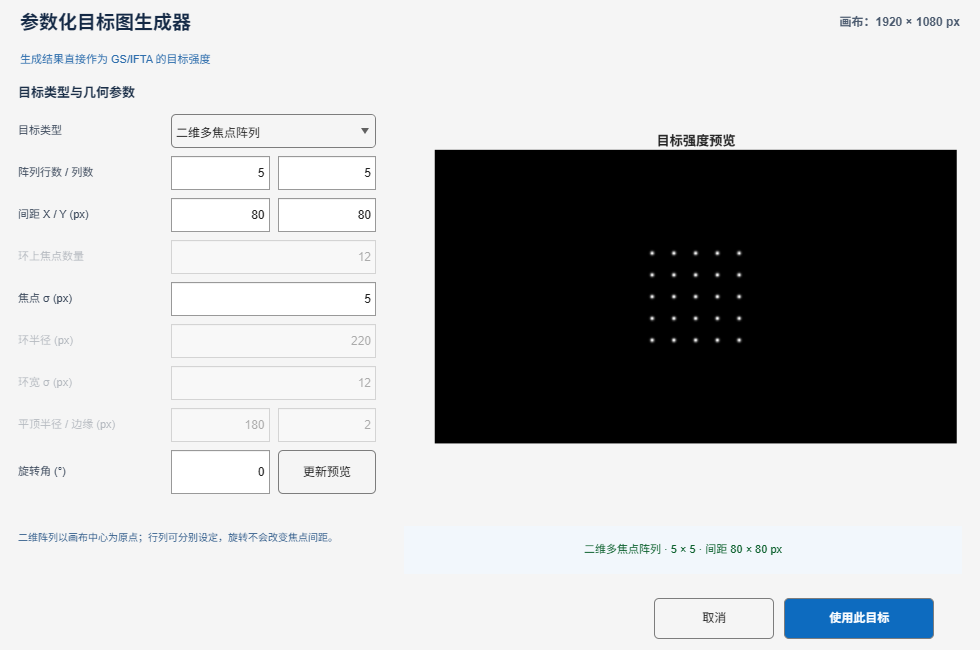 参数化目标图生成器
画布：1920 × 1080 px
生成结果直接作为 GS/IFTA 的目标强度
目标类型与几何参数
目标类型
二维多焦点阵列
阵列行数 / 列数
5
5
间距 X / Y (px)
80
80
环上焦点数量
12
焦点 σ (px)
5
环半径 (px)
220
环宽 σ (px)
12
平顶半径 / 边缘 (px)
180
2
旋转角 (°)
0
更新预览
目标强度预览
二维阵列以画布中心为原点；行列可分别设定，旋转不会改变焦点间距。
二维多焦点阵列 · 5 × 5 · 间距 80 × 80 px
取消
使用此目标